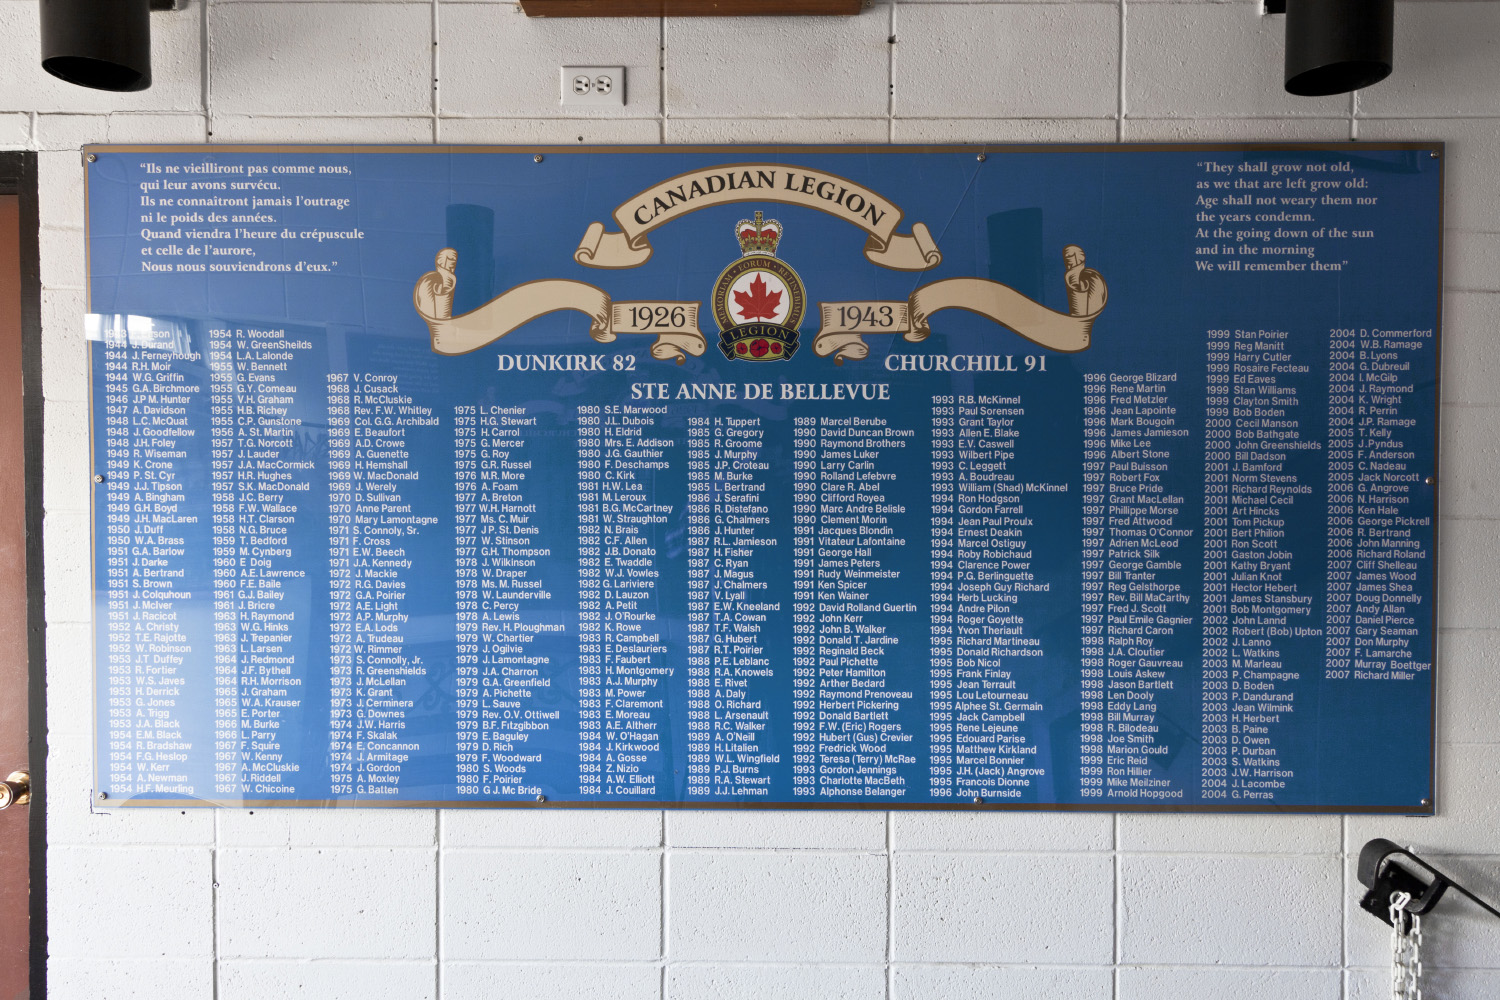 "Ils ne vieilliront pas comme nous,
qui leur avons survécu.
Ils ne connaîtront jamais l'outrage
ni le poids des années.
Quand viendra l'heure du crépuscule
et celle de l'aurore,
Nous nous souviendrons d'eux."
CANADIAN LEGION
MEMORIAM EORUM RETINEBIMUS
LEGION
1926
1943
DUNKIRK 82
CHURCHILL 91
STE ANNE DE BELLEVUE
"They shall grow not old,
as we that are left grow old:
Age shall not weary them nor
the years condemn.
At the going down of the sun
and in the morning
We will remember them"
1943
1944 J. Durand
1944 J. Ferneyhough
1944 R.H. Moir
1944 W.G. Griffin
1945 G.A. Birchmore
1946 J.P M. Hunter
1947 A. Davidson
1948 L.C. McQuat
1948 J. Goodfellow
1948 J.H. Foley
1949 R. Wiseman
1949 K. Crone
1949 P. St. Cyr
1949 J.J. Tipson
1949 A. Bingham
1949 G.H. Boyd
1949 J.H. MacLaren
1950 J. Duff
1950 W.A. Brass
1951 G.A. Barlow
1951 J. Darke
1951 A. Bertrand
1951 S. Brown
1951 J. Colquhoun
1951 J. McIver
1951 J. Racicot
1952 A. Christy
1952 T.E. Rajotte
1952 W. Robinson
1953 J.T Duffey
1953 R. Fortier
1953 W.S. Javes
1953 H. Derrick
1953 G. Jones
1953 A. Trigg
1953 J.A. Black
1954 E.M. Black
1954 R. Bradshaw
1954 F.G. Heslop
1954 W. Kerr
1954 A. Newman
1954 H.F. Meurling
1954 R. Woodall
1954 W. GreenSheilds
1954 L.A. Lalonde
1955 W. Bennett
1955 G. Evans
1955 G.Y. Comeau
1955 V.H. Graham
1955 H.B. Richey
1955 C.P. Gunstone
1956 A. St. Martin
1957 T.G. Norcott
1957 J. Lauder
1957 J.A. MacCormick
1957 H.R. Hughes
1957 S.K. MacDonald
1958 J.C. Berry
1958 F.W. Wallace
1958 H.T. Clarson
1958 N.G. Bruce
1959 T. Bedford
1959 M. Cynberg
1960 E Doig
1960 A.E. Lawrence
1960 F.E. Baile
1961 G.J. Bailey
1961 J. Bricre
1963 H. Raymond
1963 W.G. Hinks
1963 J. Trepanier
1963 L. Larsen
1964 J. Redmond
1964 J.F. Bythell
1964 R.H. Morrison
1965 J. Graham
1965 W.A. Krauser
1965 E. Porter
1966 M. Burke
1966 L. Parry
1967 F. Squire
1967 W. Kenny
1967 A. McCluskie
1967 J. Riddell
1967 W. Chicoine
1967 V. Conroy
1968 J. Cusack
1968 R. McCluskie
1968 Rev. F.W. Whitley
1969 Col. G.G. Archibald
1969 E. Beaufort
1969 A.D. Crowe
1969 A. Guenette
1969 H. Hemshall
1969 W. MacDonald
1969 J. Werely
1970 D. Sullivan
1970 Anne Parent
1970 Mary Lamontagne
1971 S. Connoly, Sr.
1971 F. Cross
1971 E.W. Beech
1971 J.A. Kennedy
1972 J. Mackie
1972 R.G. Davies
1972 G.A. Poirier
1972 A.E. Light
1972 A.P. Murphy
1972 E.A. Lods
1972 A. Trudeau
1972 W. Rimmer
1973 S. Connoly, Jr.
1973 R. Greenshields
1973 J. McLellan
1973 K. Grant
1973 J. Cerminera
1973 G. Downes
1974 J.W. Harris
1974 F. Skalak
1974 E. Concannon
1974 J. Armitage
1974 J. Gordon
1975 A. Moxley
1975 G. Batten
1975 L. Chenier
1975 H.G. Stewart
1975 H. Carrol
1975 G. Mercer
1975 G. Roy
1975 G.R. Russel
1976 M.R. More
1976 A. Foam
1977 A. Breton
1977 W.H. Harnott
1977 Ms. C. Muir
1977 J.P. St. Denis
1977 W. Stinson
1977 G.H. Thompson
1978 J. Wilkinson
1978 W. Draper
1978 Ms. M. Mussel
1978 W. Launderville
1978 C. Percy
1978 A. Lewis
1979 Rev. H. Ploughman
1979 W. Chartier
1979 J. Ogilvie
1979 J. Lamontagne
1979 J.A. Charron
1979 G.A. Greenfield
1979 A. Pichette
1979 L. Sauve
1979 Rev. O.V. Ottiwell
1979 B.F. Fitzgibbon
1979 E. Baguley
1979 D. Rich
1979 F. Woodward
1980 S. Woods
1980 F. Poirier
1980 G J. Mc Bride
1980 S.E. Marwood
1980 J.L. Dubois
1980 H. Eldrid
1980 Mrs. E. Addison
1980 J.G. Gauthier
1980 F. Deschamps
1980 C. Kirk
1981 H.W. Lea
1981 M. Leroux
1981 B.G. McCartney
1981 W. Straughton
1982 N. Brais
1982 C.F. Allen
1982 J.B. Donato
1982 E. Twaddle
1982 W.J. Vowles
1982 G. Lariviere
1982 D. Lauzon
1982 A. Petit
1982 J. O'Rourke
1982 K. Rowe
1983 R. Campbell
1983 E. Deslauriers
1983 F. Faubert
1983 H. Montgomery
1983 A.J. Murphy
1983 M. Power
1983 F. Claremont
1983 E. Moreau
1983 A.E. Altherr
1984 W. O'Hagan
1984 J. Kirkwood
1984 A. Gosse
1984 Z. Nizio
1984 A.W. Elliott
1984 J. Couillard
1984 H. Tuppert
1985 G. Gregory
1985 R. Groome
1985 J. Murphy
1985 J.P. Croteau
1985 M. Burke
1985 L. Bertrand
1986 J. Serafini
1986 R. Distefano
1986 G. Chalmers
1986 J. Hunter
1987 R.L. Jamieson
1987 H. Fisher
1987 C. Ryan
1987 J. Magus
1987 J. Chalmers
1987 V. Lyall
1987 E.W. Kneeland
1987 T.A. Cowan
1987 T.F. Walsh
1987 G. Hubert
1987 R.T. Poirier
1988 P.E. Leblanc
1988 R.A. Knowels
1988 E. Rivet
1988 A. Daly
1988 O. Richard
1988 L. Arsenault
1988 R.C. Walker
1989 A. O'Neill
1989 H. Litalien
1989 W.L. Wingfield
1989 P.J. Burns
1989 R.A. Stewart
1989 J.J. Lehman
1989 Marcel Berube
1990 David Duncan Brown
1990 Raymond Brothers
1990 James Luker
1990 Larry Carlin
1990 Rolland Lefebvre
1990 Clare R. Abel
1990 Clifford Royea
1990 Marc Andre Belisle
1990 Clement Morin
1991 Jacques Blondin
1991 Vitateur Lafontaine
1991 George Hall
1991 James Peters
1991 Rudy Weinmeister
1991 Ken Spicer
1991 Ken Wainer
1992 David Rolland Guertin
1992 John Kerr
1992 John B. Walker
1992 Donald T. Jardine
1992 Reginald Beck
1992 Paul Pichette
1992 Peter Hamilton
1992 Arther Bedard
1992 Raymond Prenoveau
1992 Herbert Pickering
1992 Donald Bartlett
1992 F.W. (Eric) Rogers
1992 Hubert (Gus) Crevier
1992 Fredrick Wood
1992 Teresa (Terry) McRae
1993 Gordon Jennings
1993 Charlotte MacBeth
1993 Alphonse Belanger
1993 R.B. McKinnel
1993 Paul Sorensen
1993 Grant Taylor
1993 Allen E. Blake
1993 E.V. Caswell
1993 Wilbert Pipe
1993 C. Leggett
1993 A. Boudreau
1993 William (Shad) McKinnel
1994 Ron Hodgson
1994 Gordon Farrell
1994 Jean Paul Proulx
1994 Ernest Deakin
1994 Marcel Ostiguy
1994 Roby Robichaud
1994 Clarence Power
1994 P.G. Berlinguette
1994 Joseph Guy Richard
1994 Herb Lucking
1994 Andre Pilon
1994 Roger Goyette
1994 Yvon Theriault
1995 Richard Martineau
1995 Donald Richardson
1995 Bob Nicol
1995 Frank Finlay
1995 Jean Terrault
1995 Lou Letourneau
1995 Alphee St. Germain
1995 Jack Campbell
1995 Rene Lejeune
1995 Edouard Parise
1995 Matthew Kirkland
1995 Marcel Bonnier
1995 J.H. (Jack) Angrove
1995 Francois Dionne
1996 John Burnside
1996 George Blizard
1996 Rene Martin
1996 Fred Metzler
1996 Jean Lapointe
1996 Mark Bougoin
1996 James Jamieson
1996 Mike Lee
1996 Albert Stone
1997 Paul Buisson
1997 Robert Fox
1997 Bruce Pride
1997 Grant MacLellan
1997 Phillippe Morse
1997 Fred Attwood
1997 Thomas O'Connor
1997 Adrien McLeod
1997 Patrick Silk
1997 George Gamble
1997 Bill Tranter
1997 Reg Gelsthorpe
1997 Rev. Bill MaCarthy
1997 Fred J. Scott
1997 Paul Emile Gagnier
1997 Richard Caron
1998 Ralph Roy
1998 J.A. Cloutier
1998 Roger Gauvreau
1998 Louis Askew
1998 Jason Bartlett
1998 Len Dooly
1998 Eddy Lang
1998 Bill Murray
1998 R. Bilodeau
1998 Joe Smith
1998 Marion Gould
1999 Eric Reid
1999 Ron Hillier
1999 Mike Meilziner
1999 Arnold Hopgood
1999 Stan Poirier
1999 Reg Manitt
1999 Harry Cutler
1999 Rosaire Fecteau
1999 Ed Eaves
1999 Stan Williams
1999 Clayton Smith
1999 Bob Boden
2000 Cecil Manson
2000 Bob Bathgate
2000 John Greenshields
2000 Bill Dadson
2001 J. Bamford
2001 Norm Stevens
2001 Richard Reynolds
2001 Michael Cecil
2001 Art Hincks
2001 Tom Pickup
2001 Bert Philion
2001 Ron Scott
2001 Gaston Jobin
2001 Kathy Bryant
2001 Julian Knot
2001 Hector Hebert
2001 James Stansbury
2001 Bob Montgomery
2002 John Lannd
2002 Robert (Bob) Upton
2002 J. Lanno
2002 L. Watkins
2003 M. Marleau
2003 P. Champagne
2003 D. Boden
2003 P. Dandurand
2003 Jean Wilmink
2003 H. Herbert
2003 B. Paine
2003 D. Owen
2003 P. Durban
2003 S. Watkins
2003 J.W. Harrison
2004 J. Lacombe
2004 G. Perras
2004 D. Commerford
2004 W.B. Ramage
2004 B. Lyons
2004 G. Dubreuil
2004 I. McGilp
2004 J. Raymond
2004 K. Wright
2004 R. Perrin
2004 J.P. Ramage
2005 T. Kelly
2005 J. Pyndus
2005 F. Anderson
2005 C. Nadeau
2005 Jack Norcott
2006 G. Angrove
2006 N. Harrison
2006 Ken Hale
2006 George Pickrell
2006 R. Bertrand
2006 John Manning
2006 Richard Roland
2007 Cliff Shelleau
2007 James Wood
2007 James Shea
2007 Doug Donnelly
2007 Andy Allan
2007 Daniel Pierce
2007 Gary Seaman
2007 Don Murphy
2007 F. Lamarche
2007 Murray Boettger
2007 Richard Miller